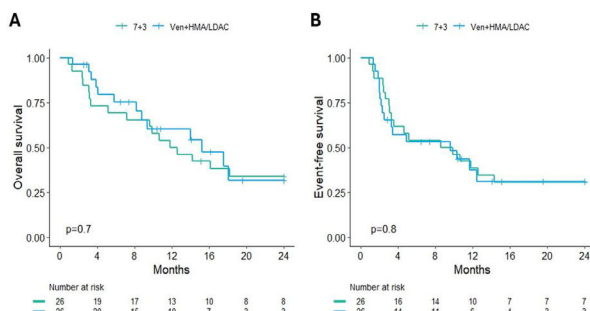 A
7+3 Ven+HMA/LDAC
Overall survival
1.00
0.75
0.50
0.25
0.00
p=0.7
0 4 8 12 16 20 24
Months
Number at risk
26 19 17 13 10 8 8
B
7+3 Ven+HMA/LDAC
Event-free survival
1.00
0.75
0.50
0.25
0.00
p=0.8
0 4 8 12 16 20 24
Months
Number at risk
26 16 14 10 7 7 7